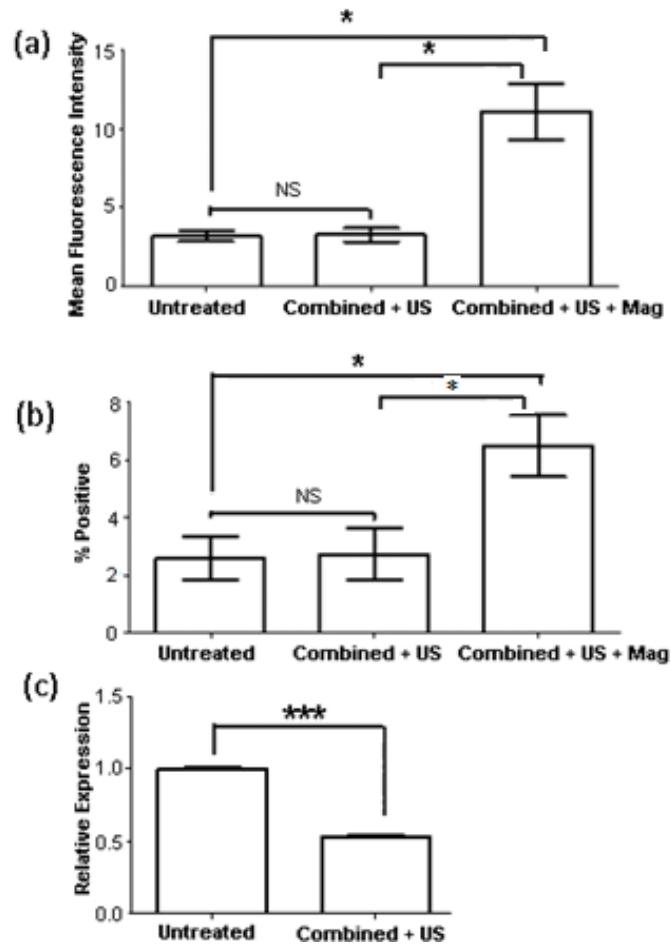 (a)
Mean Fluorescence Intensity
15
10
5
0
*
*
NS
Untreated
Combined + US
Combined + US + Mag
(b)
% Positive
8
6
4
2
0
*
*
NS
Untreated
Combined + US
Combined + US + Mag
(c)
Relative Expression
1.5
1.0
0.5
0.0
***
Untreated
Combined + US